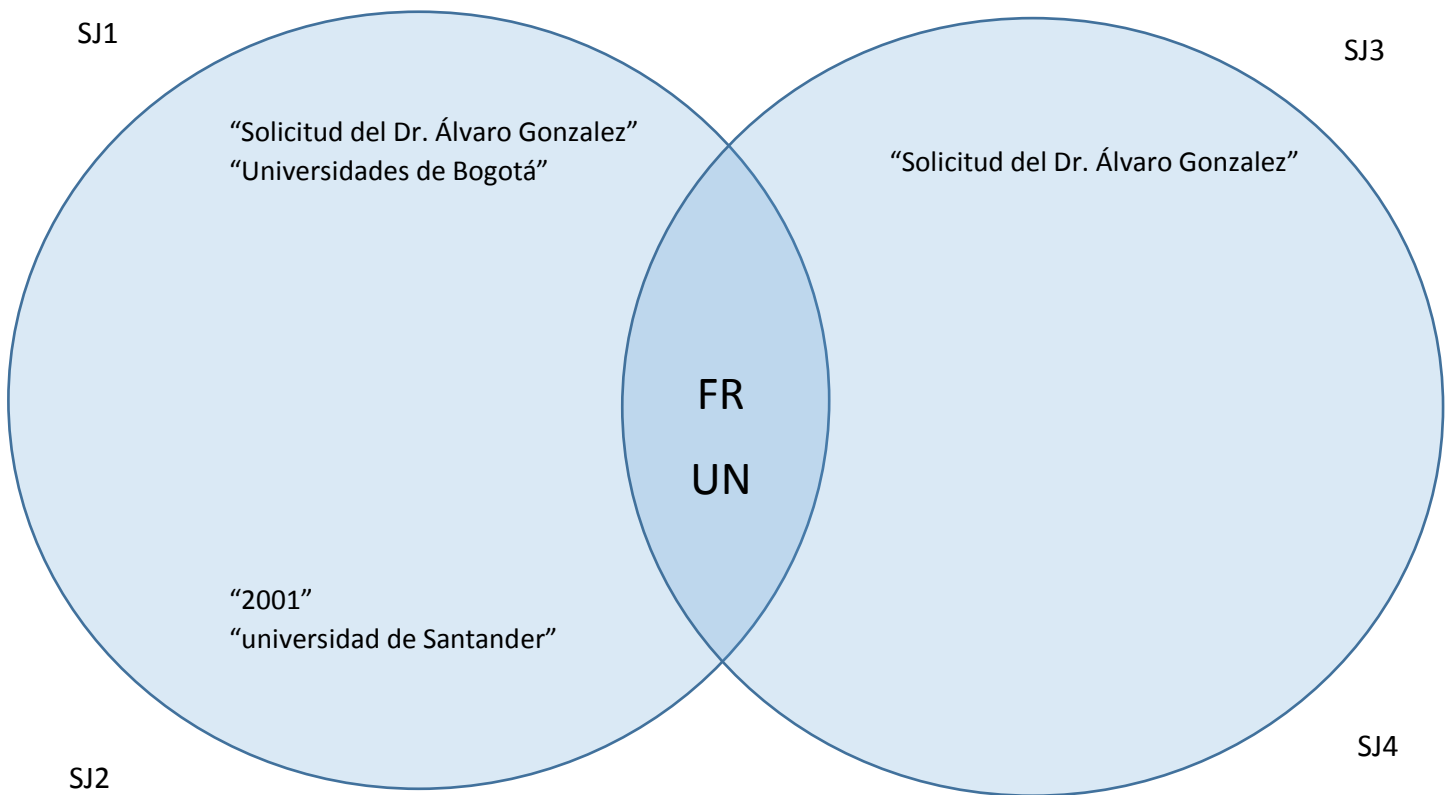 SJ1
SJ3
“Solicitud del Dr. Álvaro Gonzalez”
“Universidades de Bogotá”
“Solicitud del Dr. Álvaro Gonzalez”
FR
UN
“2001”
“universidad de Santander”
SJ2
SJ4